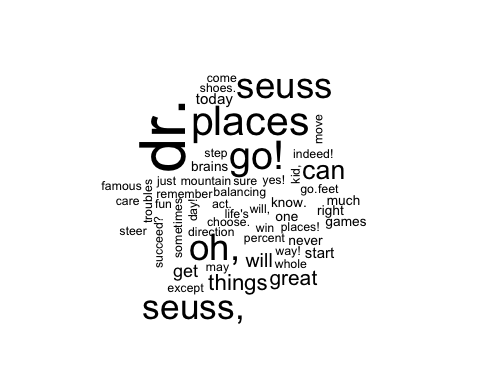 come
shoes.
seuss
today
dr.
places
move
step
go!
indeed!
brains
kid,
can
famous
troubles
just
mountain
sure
yes!
go.feet
remember
balancing
care
fun
sometimes
day!
act.
know.
much
life's
will,
one
right
steer
succeed?
choose.
win
places!
games
direction
oh,
percent
never
way!
start
will
whole
get
may
things
great
except
seuss,